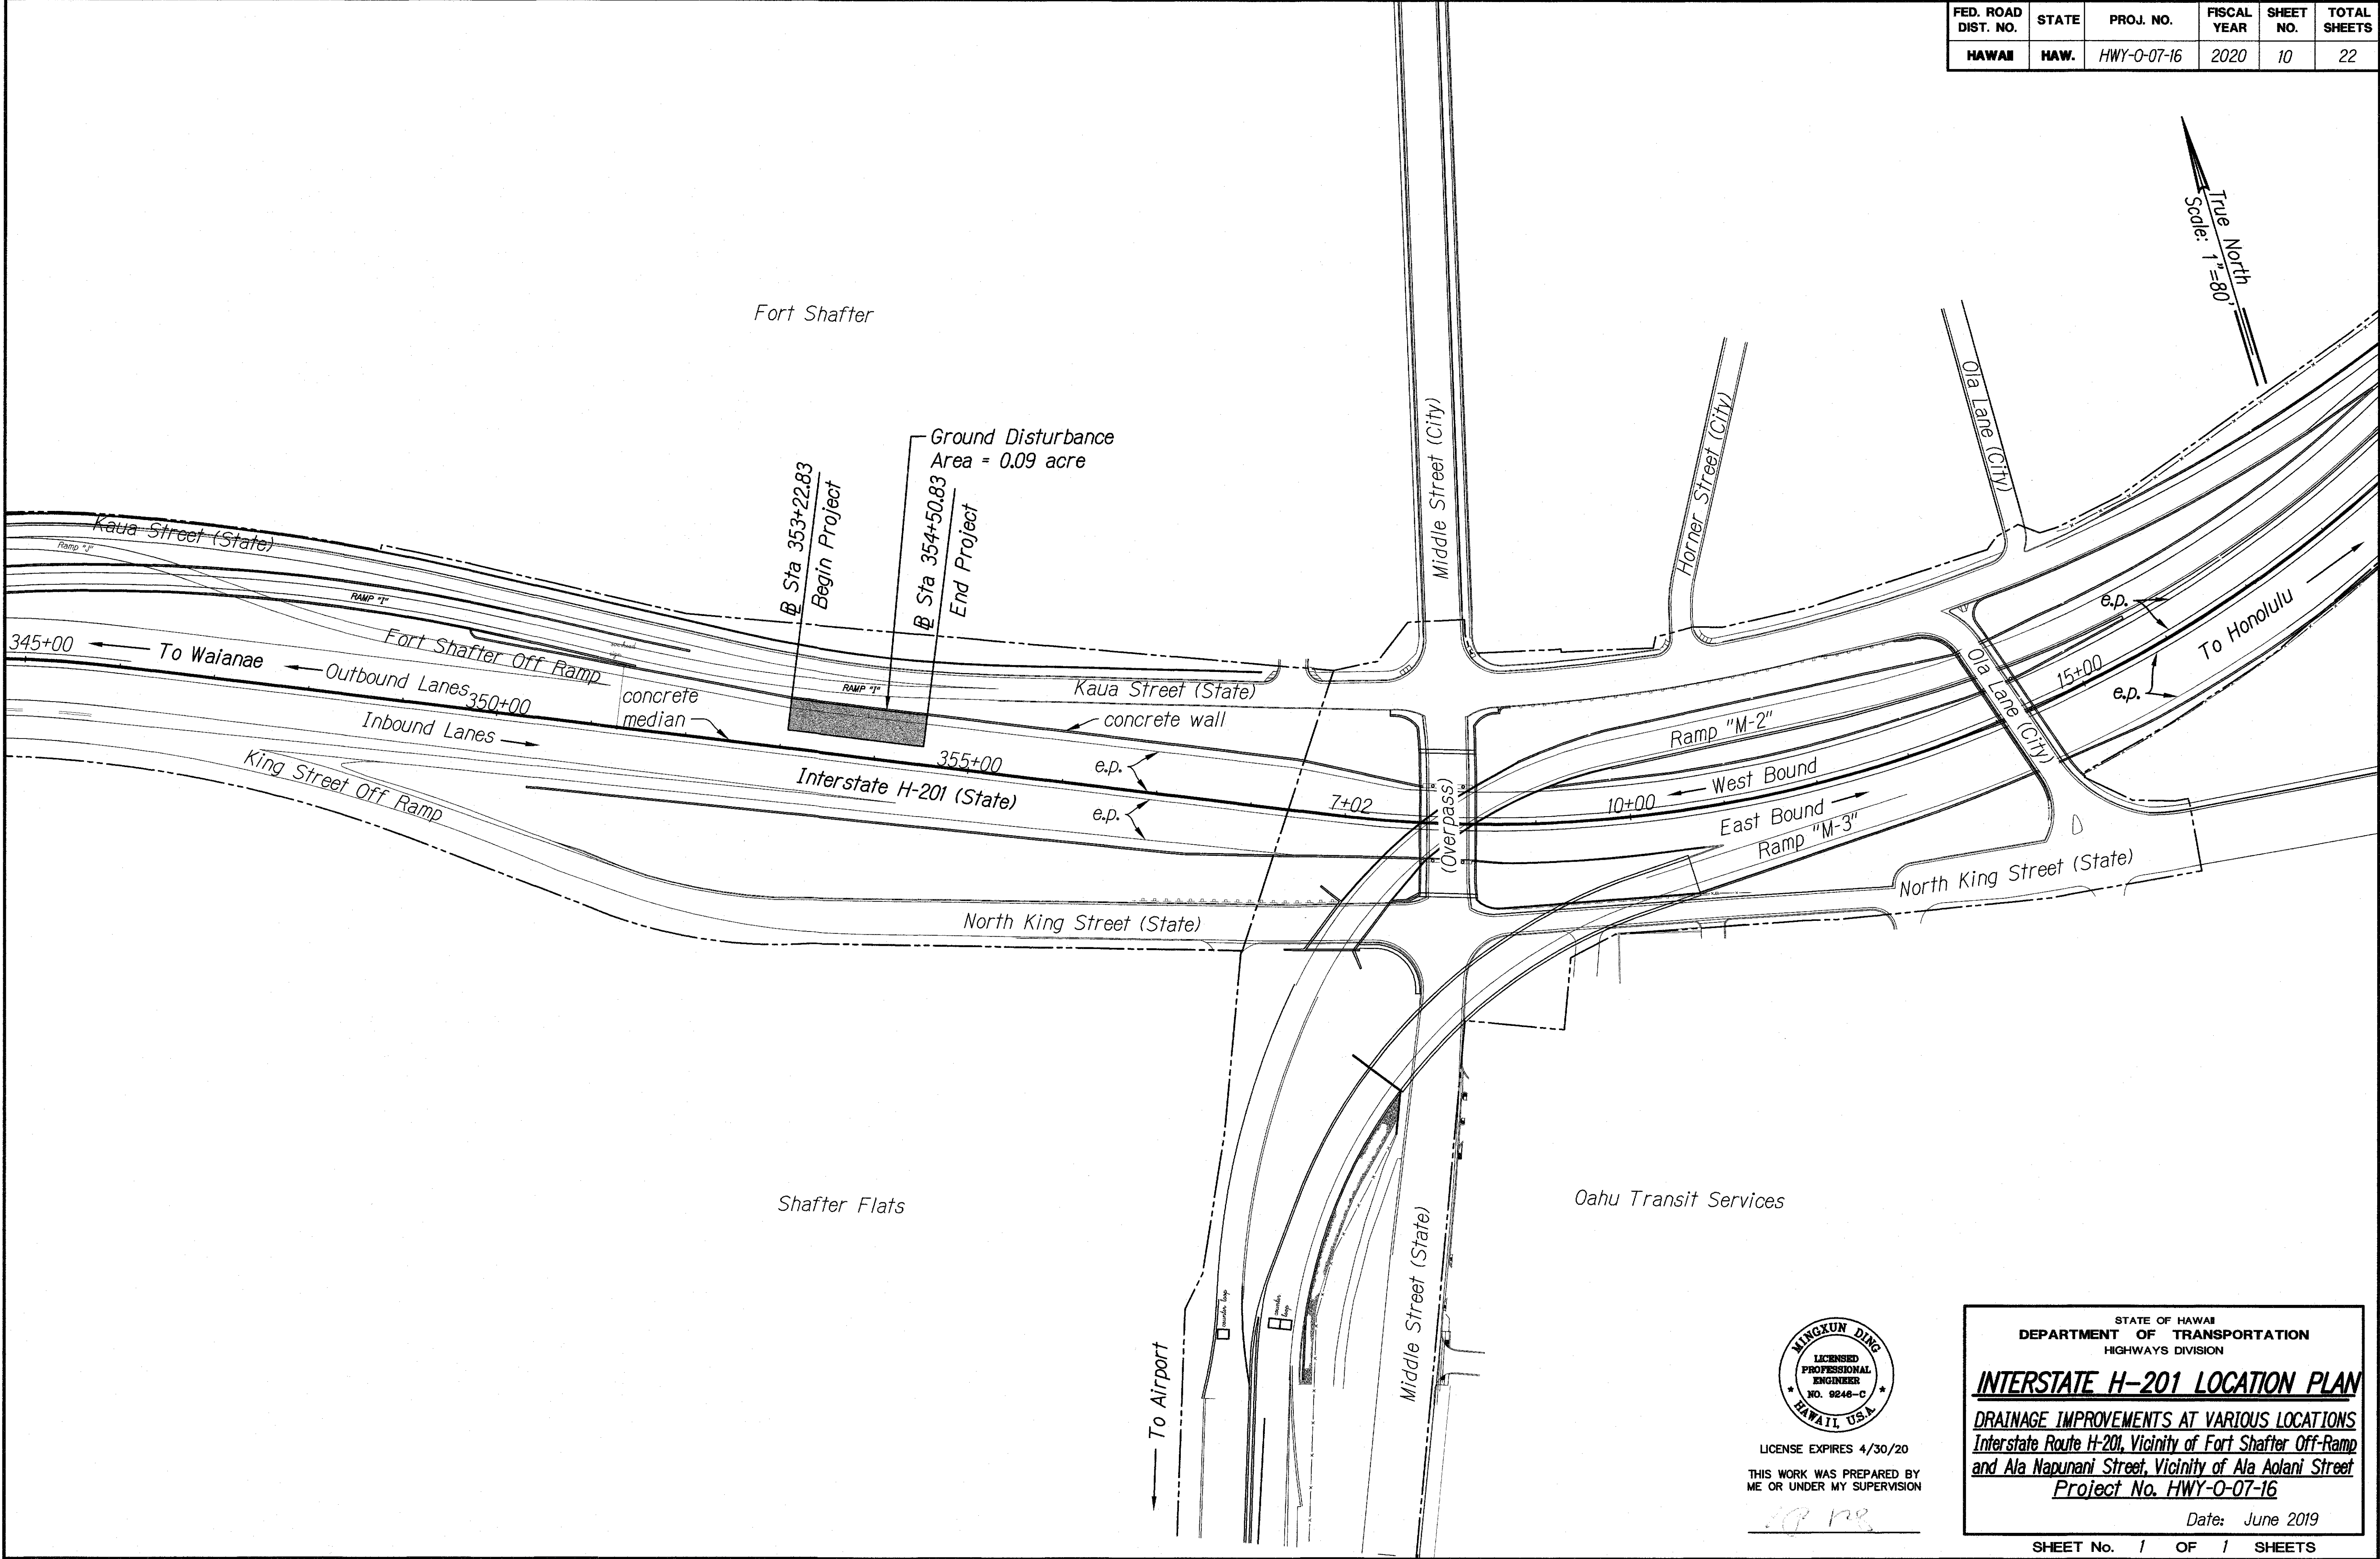 FED. ROAD DIST. NO. STATE PROJ. NO. FISCAL YEAR SHEET NO. TOTAL SHEETS
HAWAII HAW. HWY-O-07-16 2020 10 22
True North
Scale: 1"=80'
Fort Shafter
Ground Disturbance
Area = 0.09 acre
Sta 353+22.83
Begin Project
Sta 354+50.83
End Project
Middle Street (City)
Horner Street (City)
Ola Lane (City)
Kaua Street (State)
Ramp "J"
RAMP "I"
Fort Shafter Off Ramp
345+00
To Waianae
Outbound Lanes
350+00
Inbound Lanes
concrete
median
RAMP "I"
Kaua Street (State)
concrete wall
King Street Off Ramp
Interstate H-201 (State)
355+00
e.p.
e.p.
7+02
(Overpass)
Ramp "M-2"
West Bound
10+00
East Bound
Ramp "M-3"
Ola Lane (City)
15+00
e.p.
e.p.
To Honolulu
North King Street (State)
North King Street (State)
Shafter Flats
Oahu Transit Services
Middle Street (State)
To Airport
counter loop
counter
loop
MINGXUN DING
LICENSED
PROFESSIONAL
ENGINEER
NO. 9246-C
HAWAII, U.S.A.
LICENSE EXPIRES 4/30/20
THIS WORK WAS PREPARED BY
ME OR UNDER MY SUPERVISION
STATE OF HAWAII
DEPARTMENT OF TRANSPORTATION
HIGHWAYS DIVISION
INTERSTATE H-201 LOCATION PLAN
DRAINAGE IMPROVEMENTS AT VARIOUS LOCATIONS
Interstate Route H-201, Vicinity of Fort Shafter Off-Ramp
and Ala Napunani Street, Vicinity of Ala Aolani Street
Project No. HWY-O-07-16
Date: June 2019
SHEET No. 1 OF 1 SHEETS